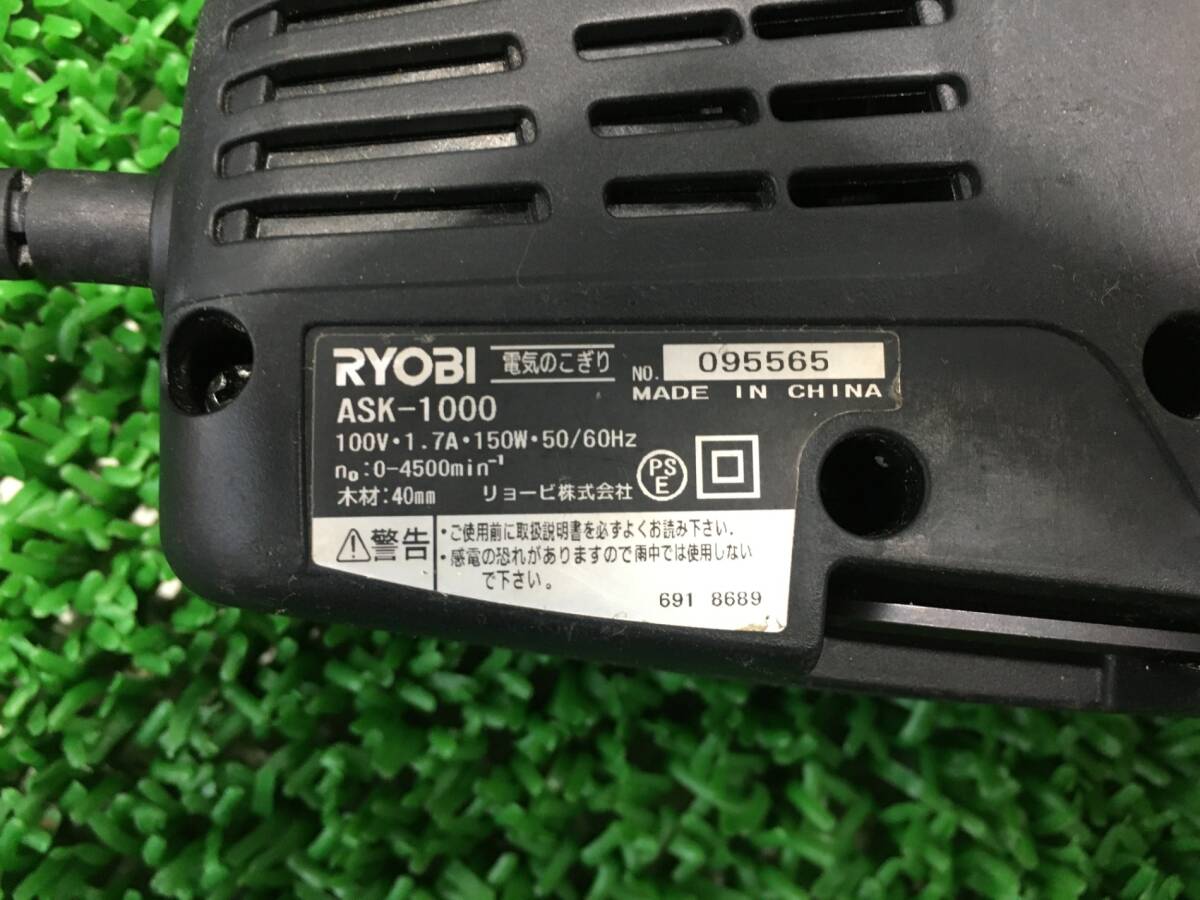 RYOBI 電気のこぎり NO. 095565
MADE IN CHINA
ASK-1000
100V・1.7A・150W・50/60Hz
n₀:0-4500min⁻¹
木材:40mm リョービ株式会社 PSE
⚠警告
・ご使用前に取扱説明書を必ずよくお読み下さい.
・感電の恐れがありますので雨中では使用しない
で下さい。
691 8689